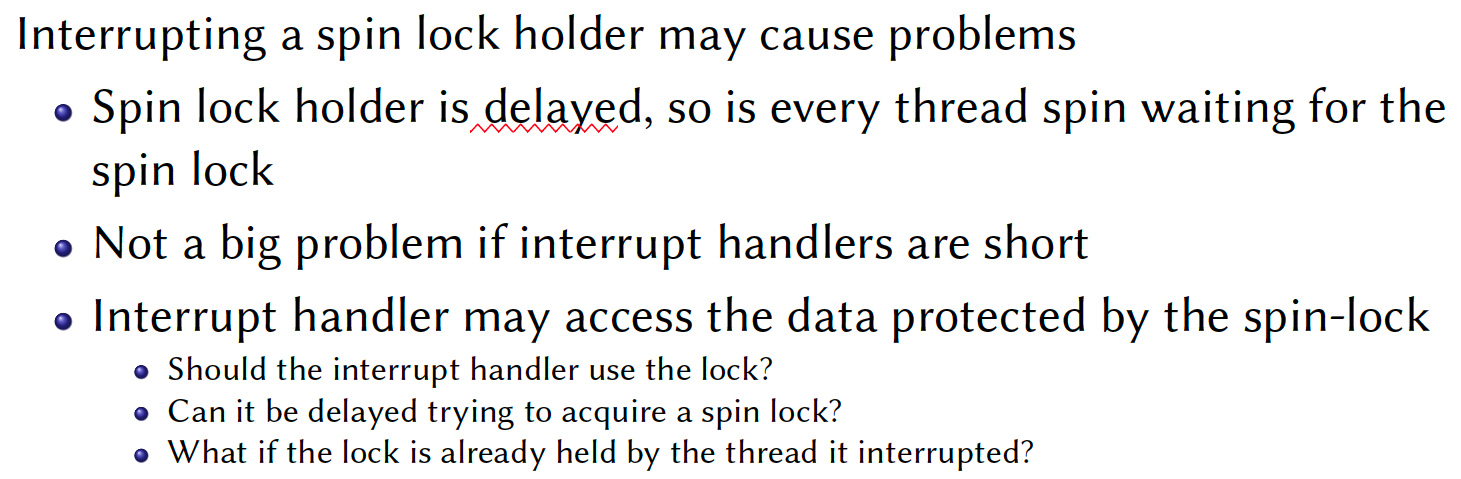 Interrupting a spin lock holder may cause problems
Spin lock holder is delayed, so is every thread spin waiting for the
spin lock
Not a big problem if interrupt handlers are short
Interrupt handler may access the data protected by the spin-lock
Should the interrupt handler use the lock?
Can it be delayed trying to acquire a spin lock?
What if the lock is already held by the thread it interrupted?